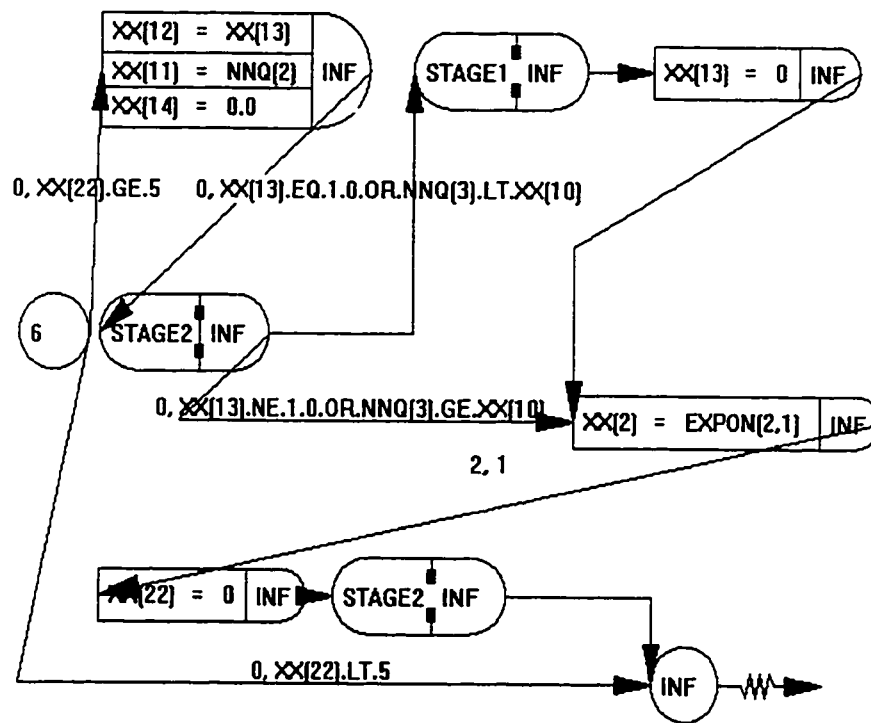 XX(12) = XX(13)
XX(11) = NNQ(2)
XX(14) = 0.0
INF
STAGE1 INF
XX(13) = 0 INF
0, XX(22).GE.5
0, XX(13).EQ.1.0.OR.NNQ(3).LT.XX(10)
6
STAGE2 INF
0, XX(13).NE.1.0.OR.NNQ(3).GE.XX(10)
XX(2) = EXPON(2,1) INF
2, 1
XX(22) = 0 INF
STAGE2 INF
0, XX(22).LT.5
INF